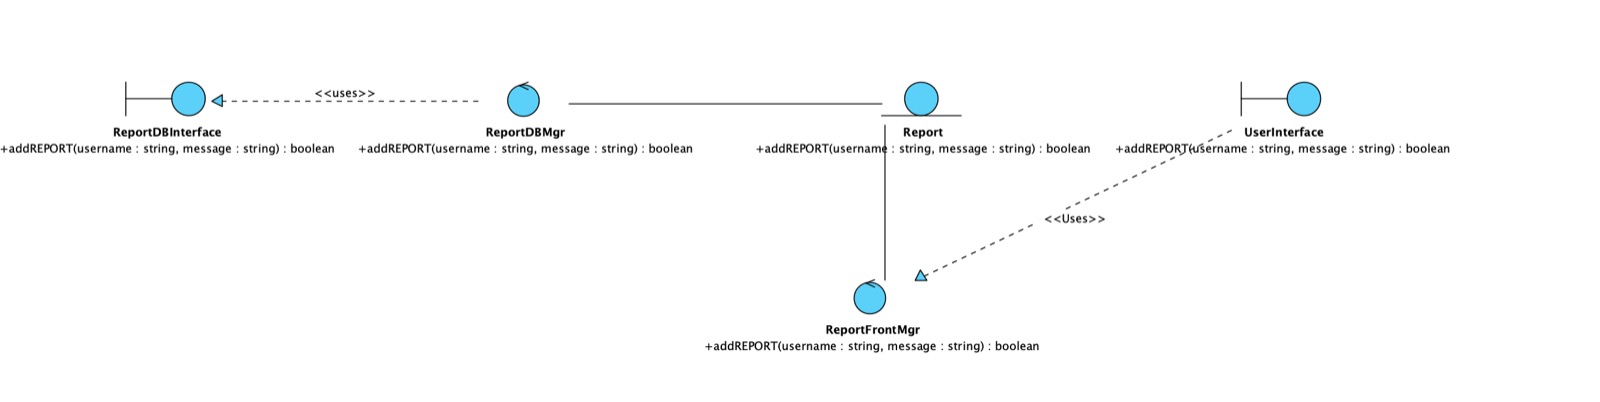 <<uses>>
ReportDBInterface
+addREPORT(username : string, message : string) : boolean
ReportDBMgr
+addREPORT(username : string, message : string) : boolean
Report
+addREPORT(username : string, message : string) : boolean
UserInterface
+addREPORT(username : string, message : string) : boolean
<<Uses>>
ReportFrontMgr
+addREPORT(username : string, message : string) : boolean